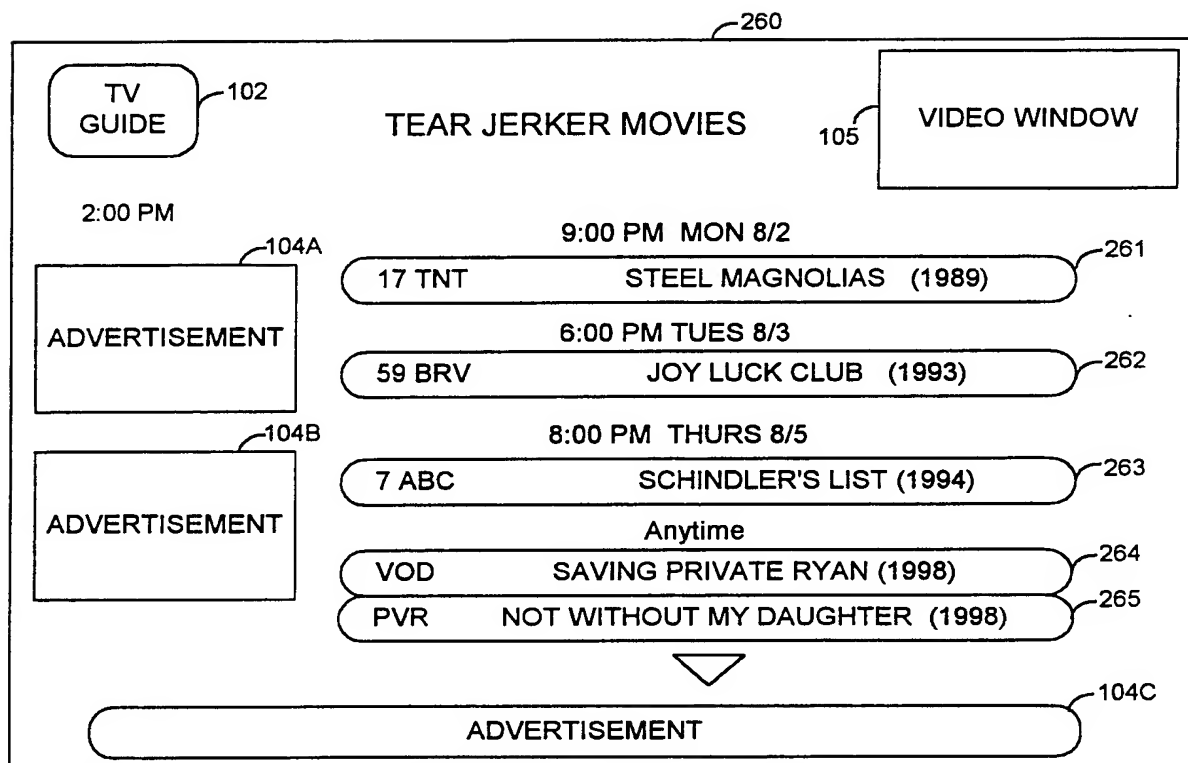 260
TV
GUIDE
102
TEAR JERKER MOVIES
105
VIDEO WINDOW
2:00 PM
104A
ADVERTISEMENT
104B
ADVERTISEMENT
9:00 PM MON 8/2
17 TNT STEEL MAGNOLIAS (1989)
261
6:00 PM TUES 8/3
59 BRV JOY LUCK CLUB (1993)
262
8:00 PM THURS 8/5
7 ABC SCHINDLER'S LIST (1994)
263
Anytime
VOD SAVING PRIVATE RYAN (1998)
264
PVR NOT WITHOUT MY DAUGHTER (1998)
265
104C
ADVERTISEMENT